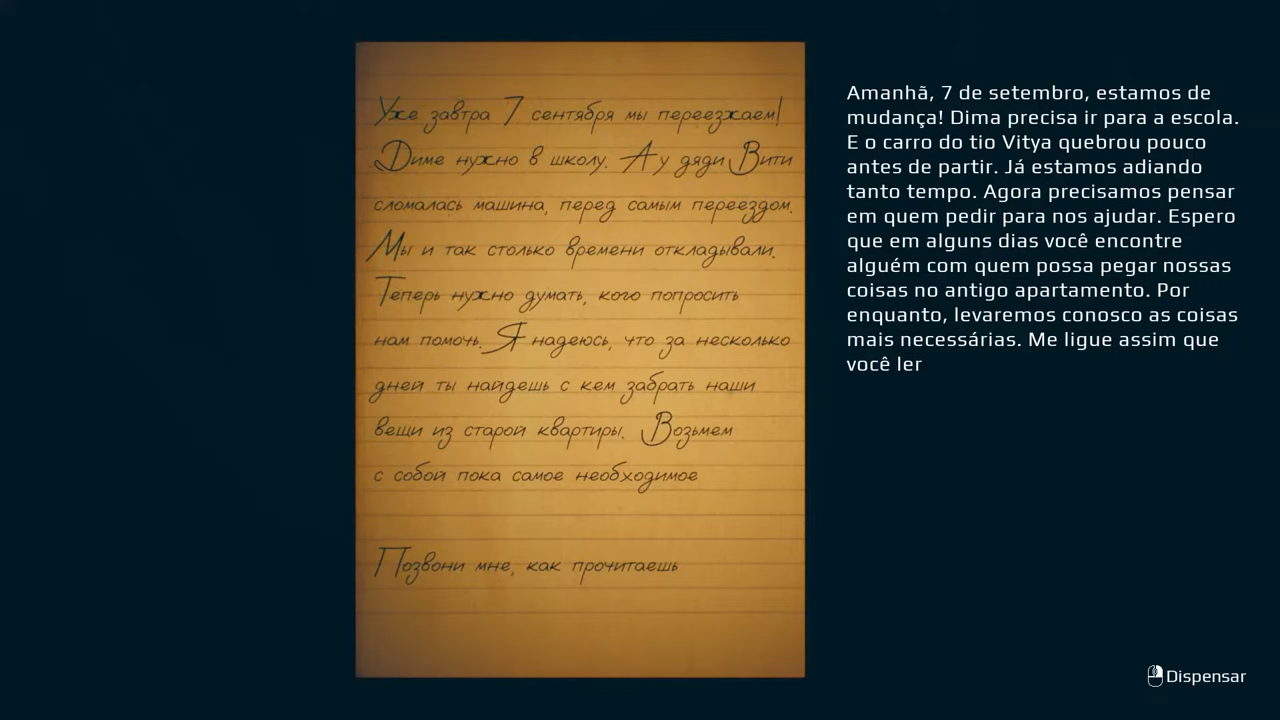 Уже завтра 7 сентября мы переезжаем!
Диме нужно в школу. А у дяди Вити
сломалась машина, перед самым переездом.
Мы и так столько времени откладывали.
Теперь нужно думать, кого попросить
нам помочь. Я надеюсь, что за несколько
дней ты найдешь с кем забрать наши
вещи из старой квартиры. Возьмем
с собой пока самое необходимое
Позвони мне, как прочитаешь
Amanhã, 7 de setembro, estamos de
mudança! Dima precisa ir para a escola.
E o carro do tio Vitya quebrou pouco
antes de partir. Já estamos adiando
tanto tempo. Agora precisamos pensar
em quem pedir para nos ajudar. Espero
que em alguns dias você encontre
alguém com quem possa pegar nossas
coisas no antigo apartamento. Por
enquanto, levaremos conosco as coisas
mais necessárias. Me ligue assim que
você ler
Dispensar